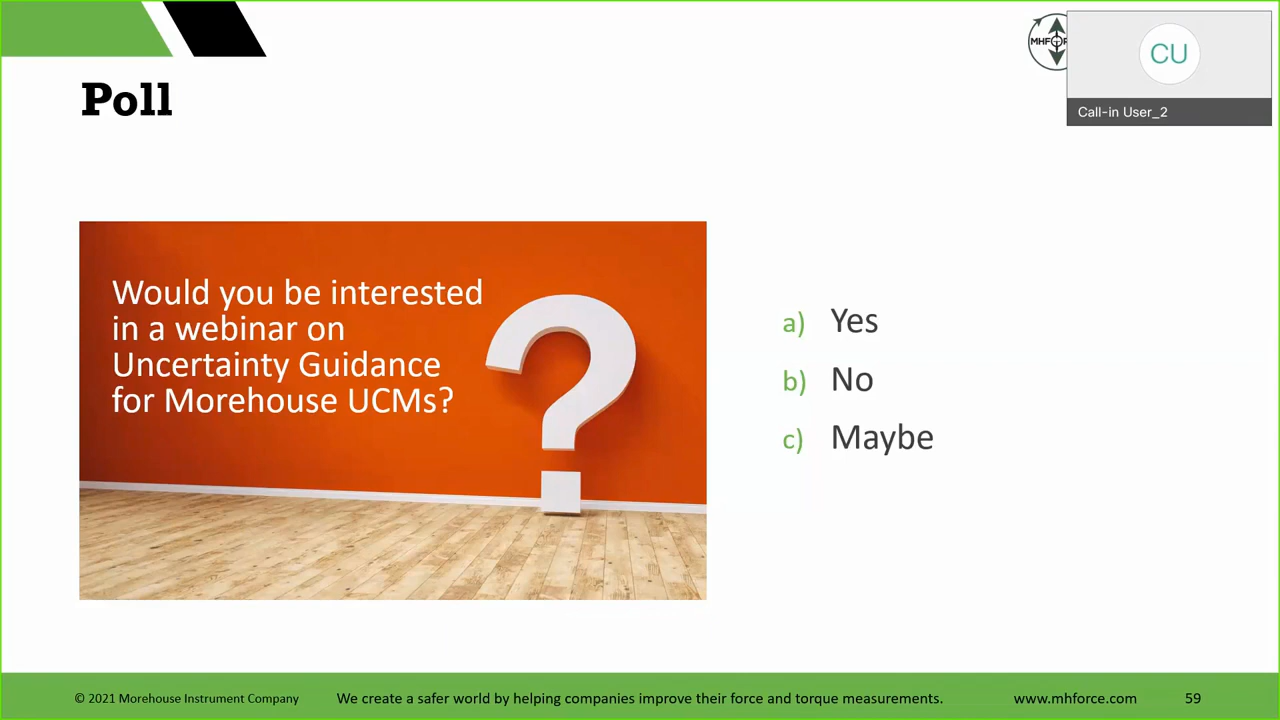 CU
Call-in User_2
Poll
Would you be interested
in a webinar on
Uncertainty Guidance
for Morehouse UCMs?
a) Yes
b) No
c) Maybe
© 2021 Morehouse Instrument Company We create a safer world by helping companies improve their force and torque measurements. www.mhforce.com 59